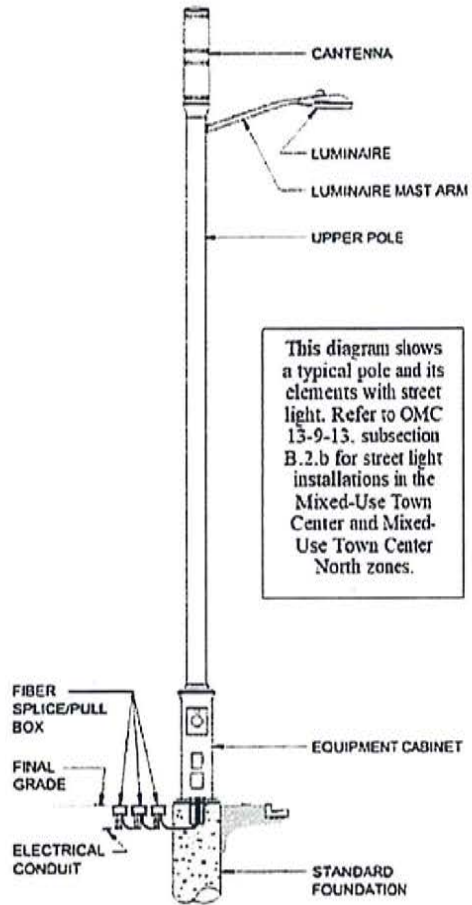 CANTENNA
LUMINAIRE
LUMINAIRE MAST ARM
UPPER POLE
This diagram shows
a typical pole and its
elements with street
light. Refer to OMC
13-9-13. subsection
B.2.b for street light
installations in the
Mixed-Use Town
Center and Mixed-
Use Town Center
North zones.
FIBER
SPLICE/PULL
BOX
EQUIPMENT CABINET
FINAL
GRADE
ELECTRICAL
CONDUIT
STANDARD
FOUNDATION